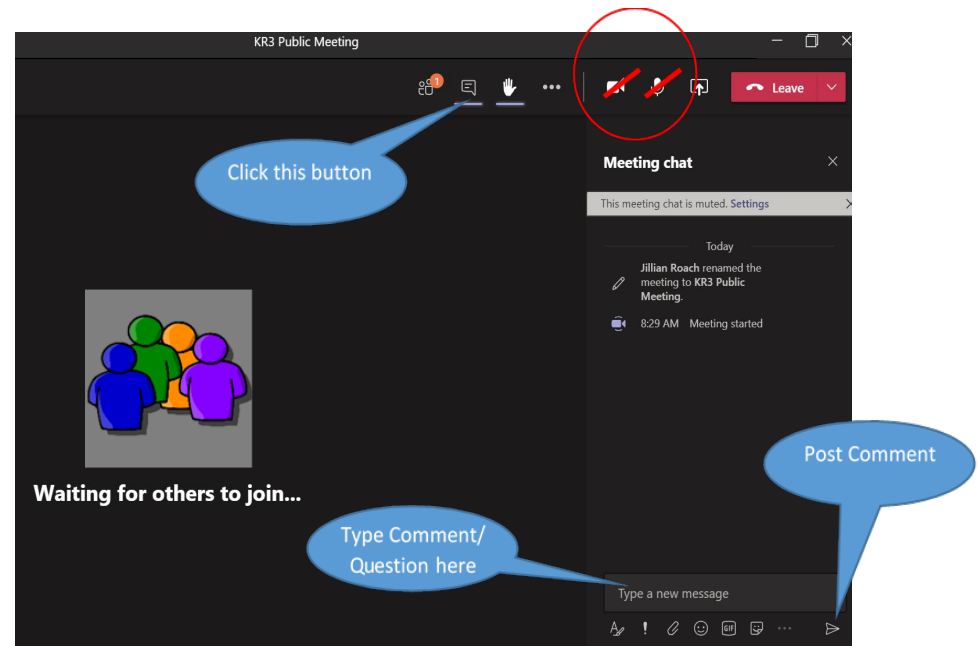 KR3 Public Meeting
1
Leave
Click this button
Meeting chat
This meeting chat is muted. Settings
Today
Jillian Roach renamed the
meeting to KR3 Public
Meeting.
8:29 AM Meeting started
Post Comment
Waiting for others to join...
Type Comment/
Question here
Type a new message
GIF